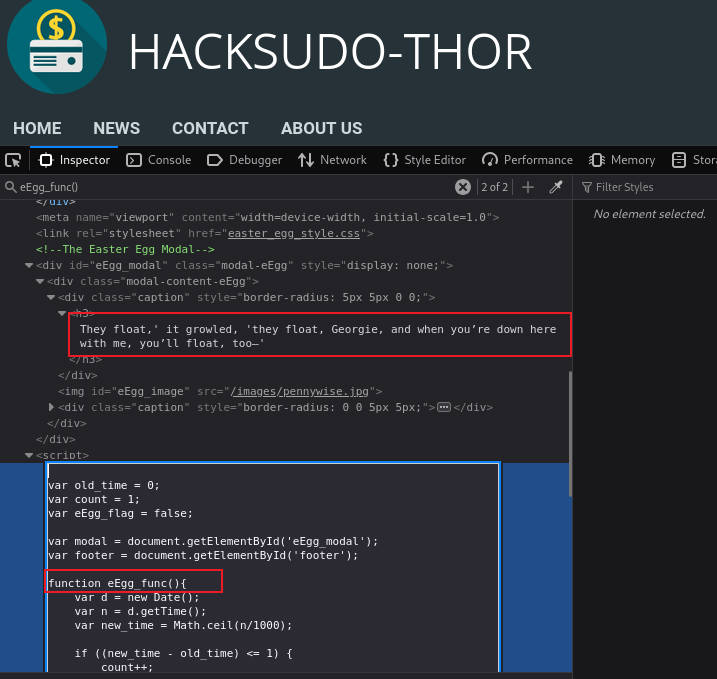 $
HACKSUDO-THOR
HOME NEWS CONTACT ABOUT US
Inspector Console Debugger Network {} Style Editor Performance Memory Stora
eEgg_func() 2 of 2 + Filter Styles
</div>
No element selected.
<meta name="viewport" content="width=device-width, initial-scale=1.0">
<link rel="stylesheet" href="easter_egg_style.css">
<!--The Easter Egg Modal-->
<div id="eEgg_modal" class="modal-eEgg" style="display: none;">
<div class="modal-content-eEgg">
<div class="caption" style="border-radius: 5px 5px 0 0;">
<h3>
They float,' it growled, 'they float, Georgie, and when you’re down here
with me, you’ll float, too—'
</h3>
</div>
<img id="eEgg_image" src="/images/pennywise.jpg">
<div class="caption" style="border-radius: 0 0 5px 5px;"> ••• </div>
</div>
</div>
<script>
var old_time = 0;
var count = 1;
var eEgg_flag = false;
var modal = document.getElementById('eEgg_modal');
var footer = document.getElementById('footer');
function eEgg_func(){
var d = new Date();
var n = d.getTime();
var new_time = Math.ceil(n/1000);
if ((new_time - old_time) <= 1) {
count++;